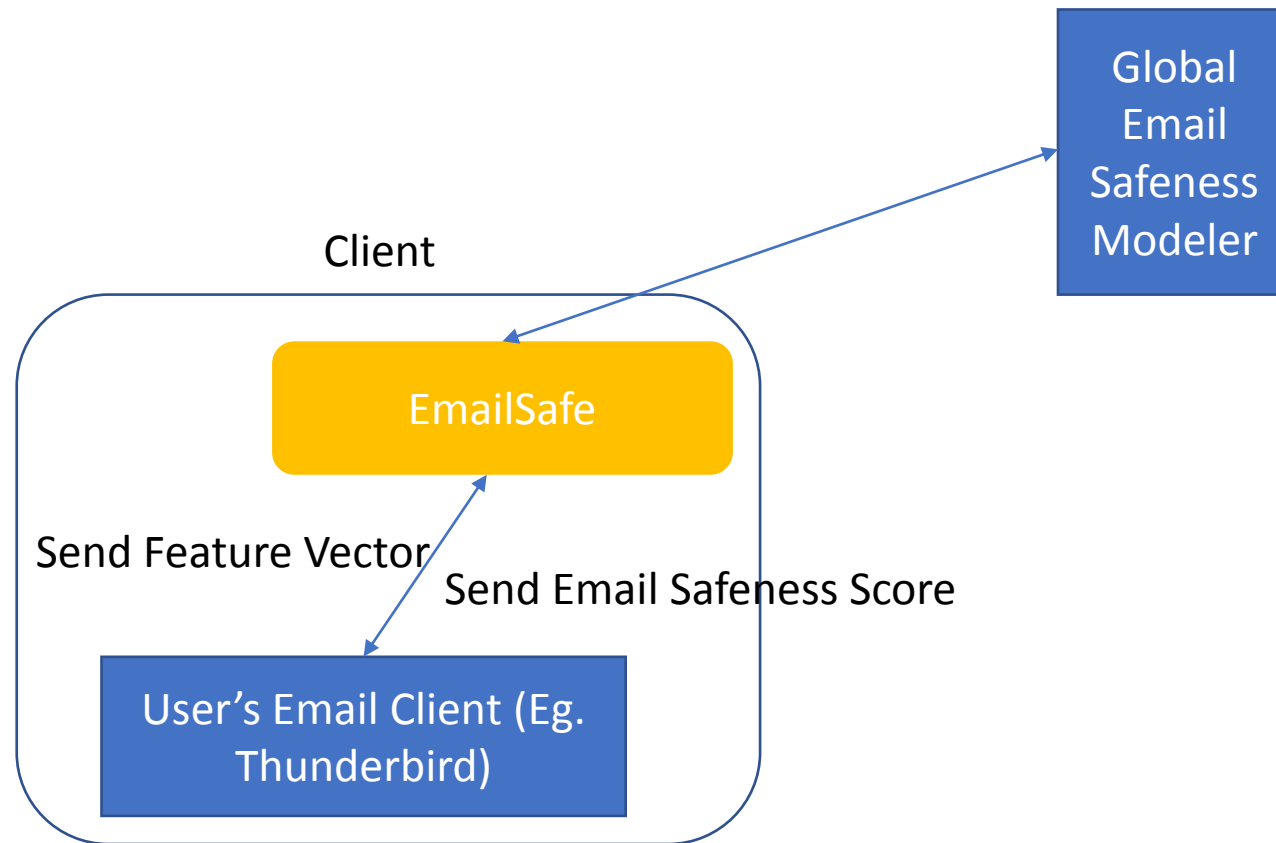 Global
Email
Safeness
Modeler
Client
EmailSafe
Send Feature Vector
Send Email Safeness Score
User’s Email Client (Eg.
Thunderbird)